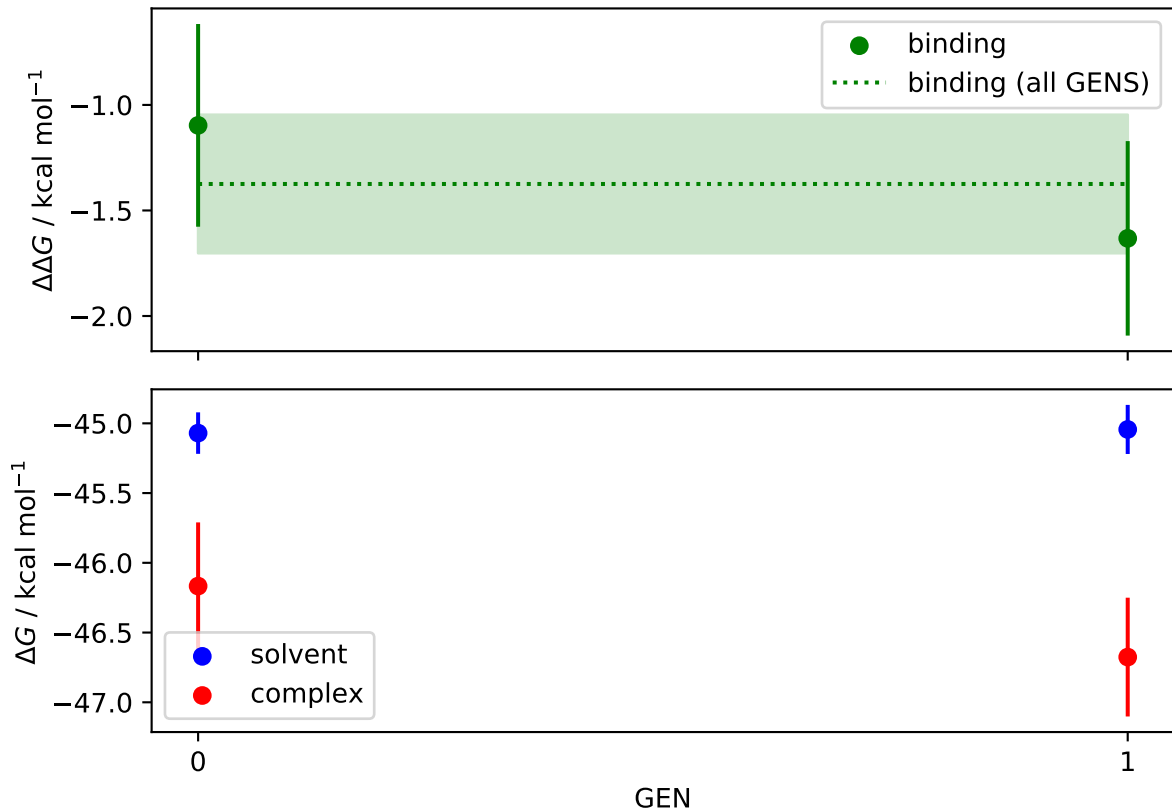 binding
binding (all GENS)
−1.0
−1.5
−2.0
ΔΔG / kcal mol⁻¹
−45.0
−45.5
−46.0
−46.5
−47.0
ΔG / kcal mol⁻¹
solvent
complex
0 1
GEN